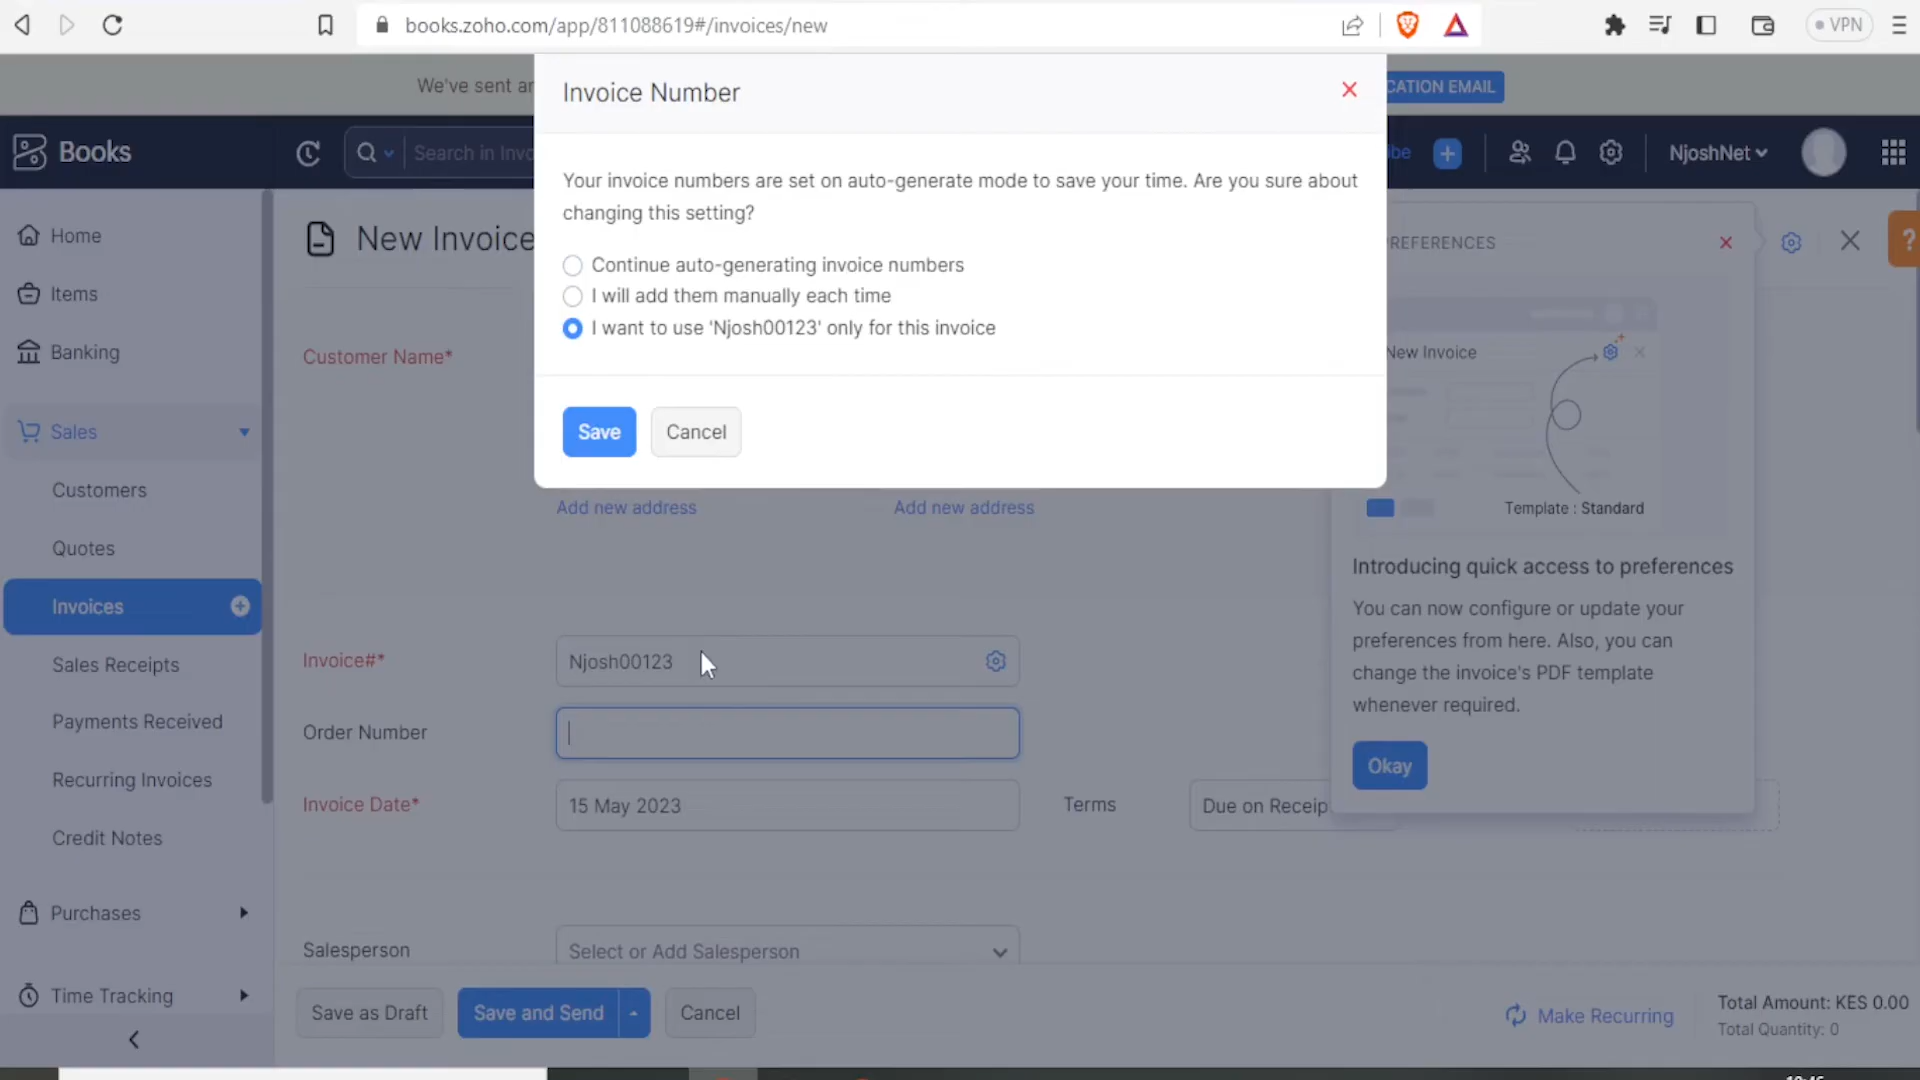 books.zoho.com/app/811088619#/invoices/new
VPN
We've sent an
CATION EMAIL
Books
Search in Invo
NjoshNet
Invoice Number
Your invoice numbers are set on auto-generate mode to save your time. Are you sure about
changing this setting?
Continue auto-generating invoice numbers
I will add them manually each time
I want to use 'Njosh00123' only for this invoice
Save
Cancel
Home
Items
Banking
Sales
Customers
Quotes
Invoices
Sales Receipts
Payments Received
Recurring Invoices
Credit Notes
Purchases
Time Tracking
New Invoice
Customer Name*
Add new address
Add new address
Invoice#*
Njosh00123
Order Number
Invoice Date*
15 May 2023
Terms
Due on Receip
Salesperson
Select or Add Salesperson
Save as Draft
Save and Send
Cancel
Make Recurring
Total Amount: KES 0.00
Total Quantity: 0
REFERENCES
?
New Invoice
Template : Standard
Introducing quick access to preferences
You can now configure or update your
preferences from here. Also, you can
change the invoice's PDF template
whenever required.
Okay